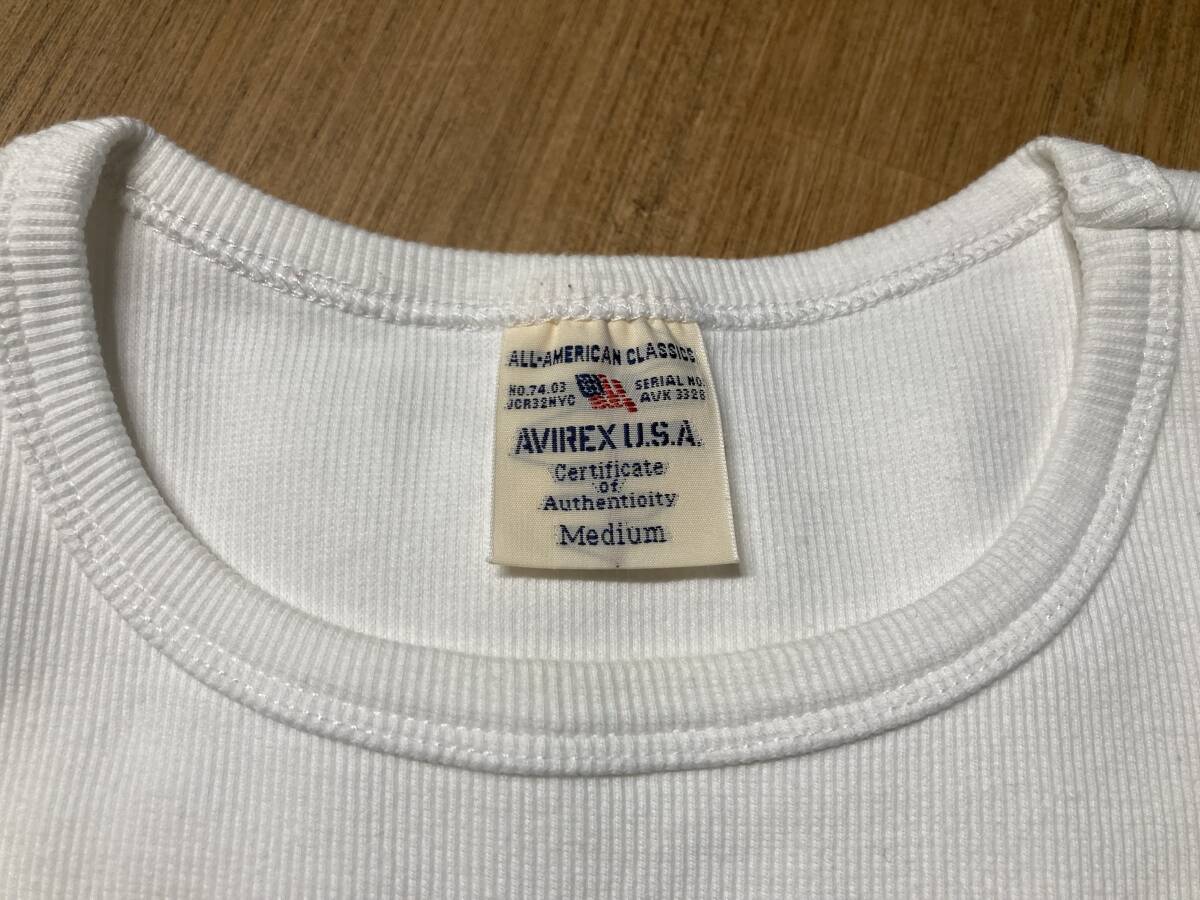 ALL-AMERICAN CLASSICS
NO.74.03
JCR32NYC
SERIAL NO:
AVK 3328
AVIREX U.S.A.
Certificate
of
Authenticity
Medium